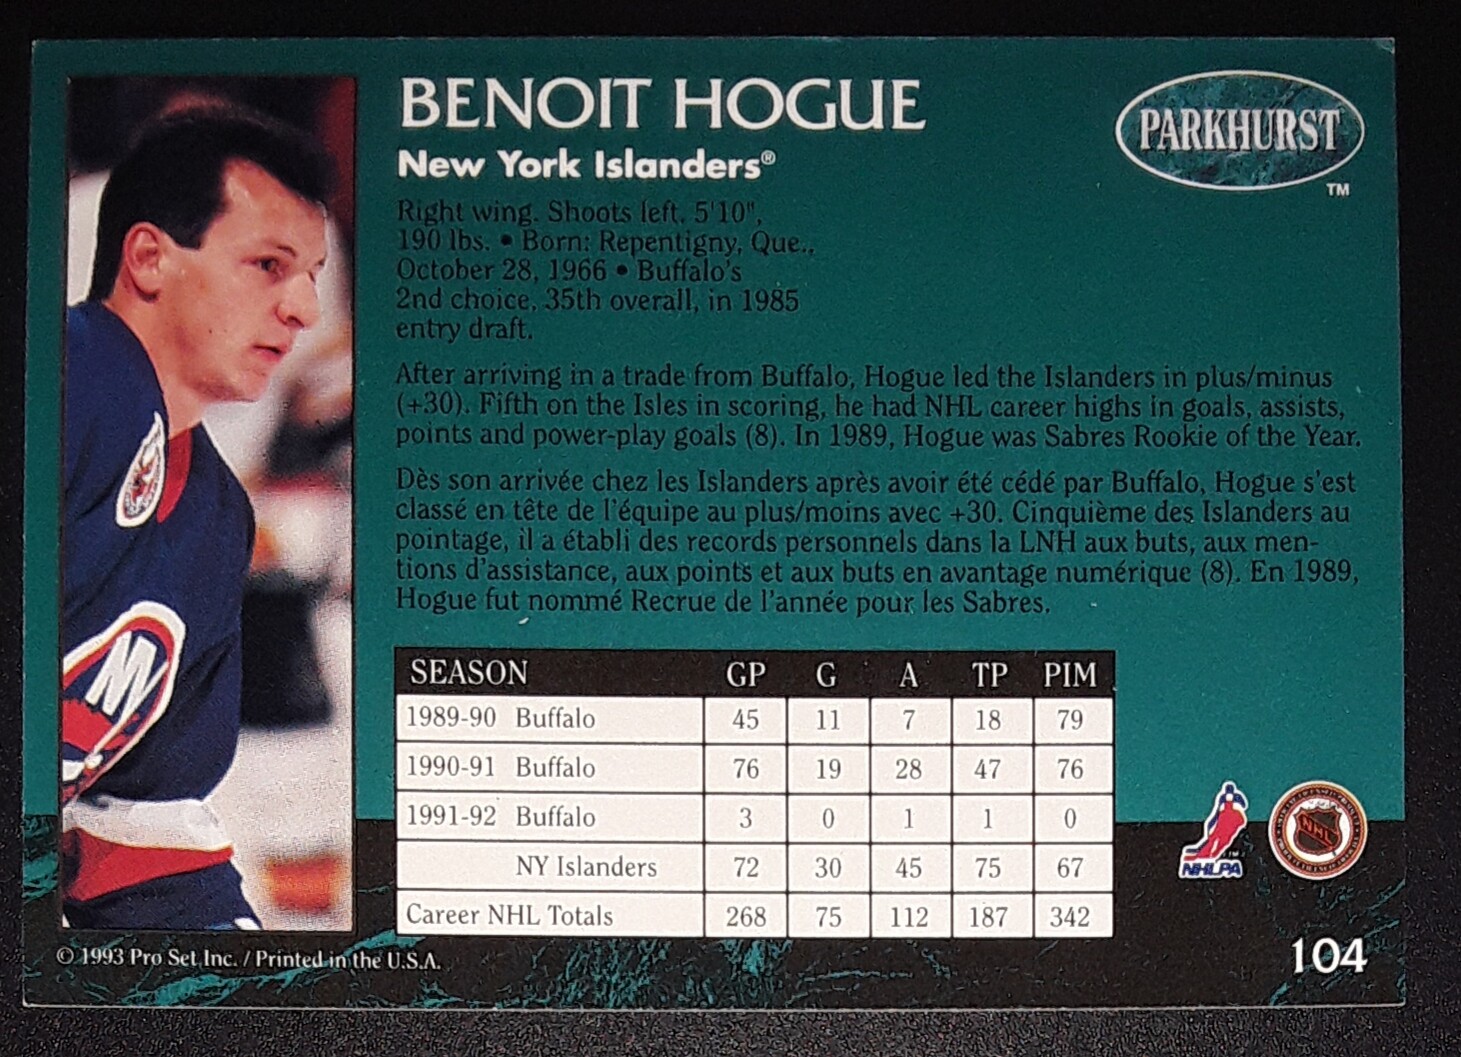 BENOIT HOGUE
PARKHURST
TM
New York Islanders®
Right wing. Shoots left. 5'10",
190 lbs. • Born: Repentigny, Que.,
October 28, 1966 • Buffalo's
2nd choice, 35th overall, in 1985
entry draft.
After arriving in a trade from Buffalo, Hogue led the Islanders in plus/minus
(+30). Fifth on the Isles in scoring, he had NHL career highs in goals, assists,
points and power-play goals (8). In 1989, Hogue was Sabres Rookie of the Year.
Dès son arrivée chez les Islanders après avoir été cédé par Buffalo, Hogue s'est
classé en tête de l'équipe au plus/moins avec +30. Cinquième des Islanders au
pointage, il a établi des records personnels dans la LNH aux buts, aux men-
tions d'assistance, aux points et aux buts en avantage numérique (8). En 1989,
Hogue fut nommé Recrue de l'année pour les Sabres.
SEASON GP G A TP PIM
1989-90 Buffalo 45 11 7 18 79
1990-91 Buffalo 76 19 28 47 76
1991-92 Buffalo 3 0 1 1 0
NY Islanders 72 30 45 75 67
Career NHL Totals 268 75 112 187 342
NHLPA
NHL
© 1993 Pro Set Inc. / Printed in the U.S.A.
104